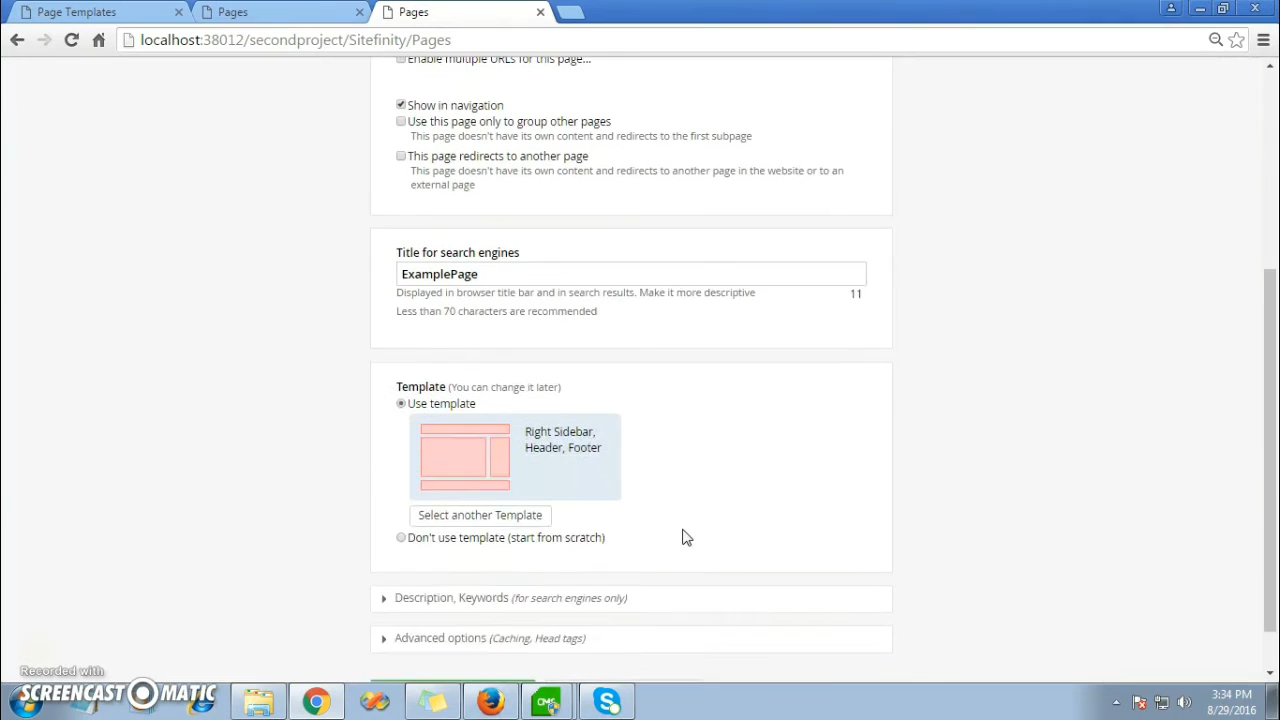 Page Templates
Pages
Pages
localhost:38012/secondproject/Sitefinity/Pages
Enable multiple URLs for this page...
Show in navigation
Use this page only to group other pages
This page doesn't have its own content and redirects to the first subpage
This page redirects to another page
This page doesn't have its own content and redirects to another page in the website or to an
external page
Title for search engines
ExamplePage
Displayed in browser title bar and in search results. Make it more descriptive
11
Less than 70 characters are recommended
Template (You can change it later)
Use template
Right Sidebar,
Header, Footer
Select another Template
Don't use template (start from scratch)
Description, Keywords (for search engines only)
Advanced options (Caching, Head tags)
Recorded with
SCREENCAST MATIC
CMS
3:34 PM
8/29/2016